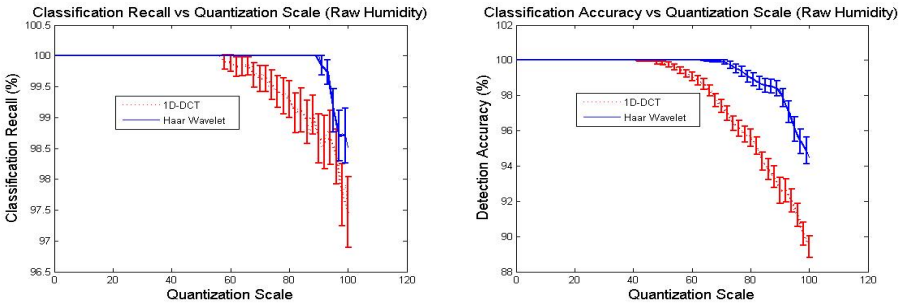 Classification Recall vs Quantization Scale (Raw Humidity)
Classification Recall (%)
100.5
100
99.5
99
98.5
98
97.5
97
96.5
1D-DCT
Haar Wavelet
0 20 40 60 80 100 120
Quantization Scale
Classification Accuracy vs Quantization Scale (Raw Humidity)
Detection Accuracy (%)
102
100
98
96
94
92
90
88
1D-DCT
Haar Wavelet
0 20 40 60 80 100 120
Quantization Scale